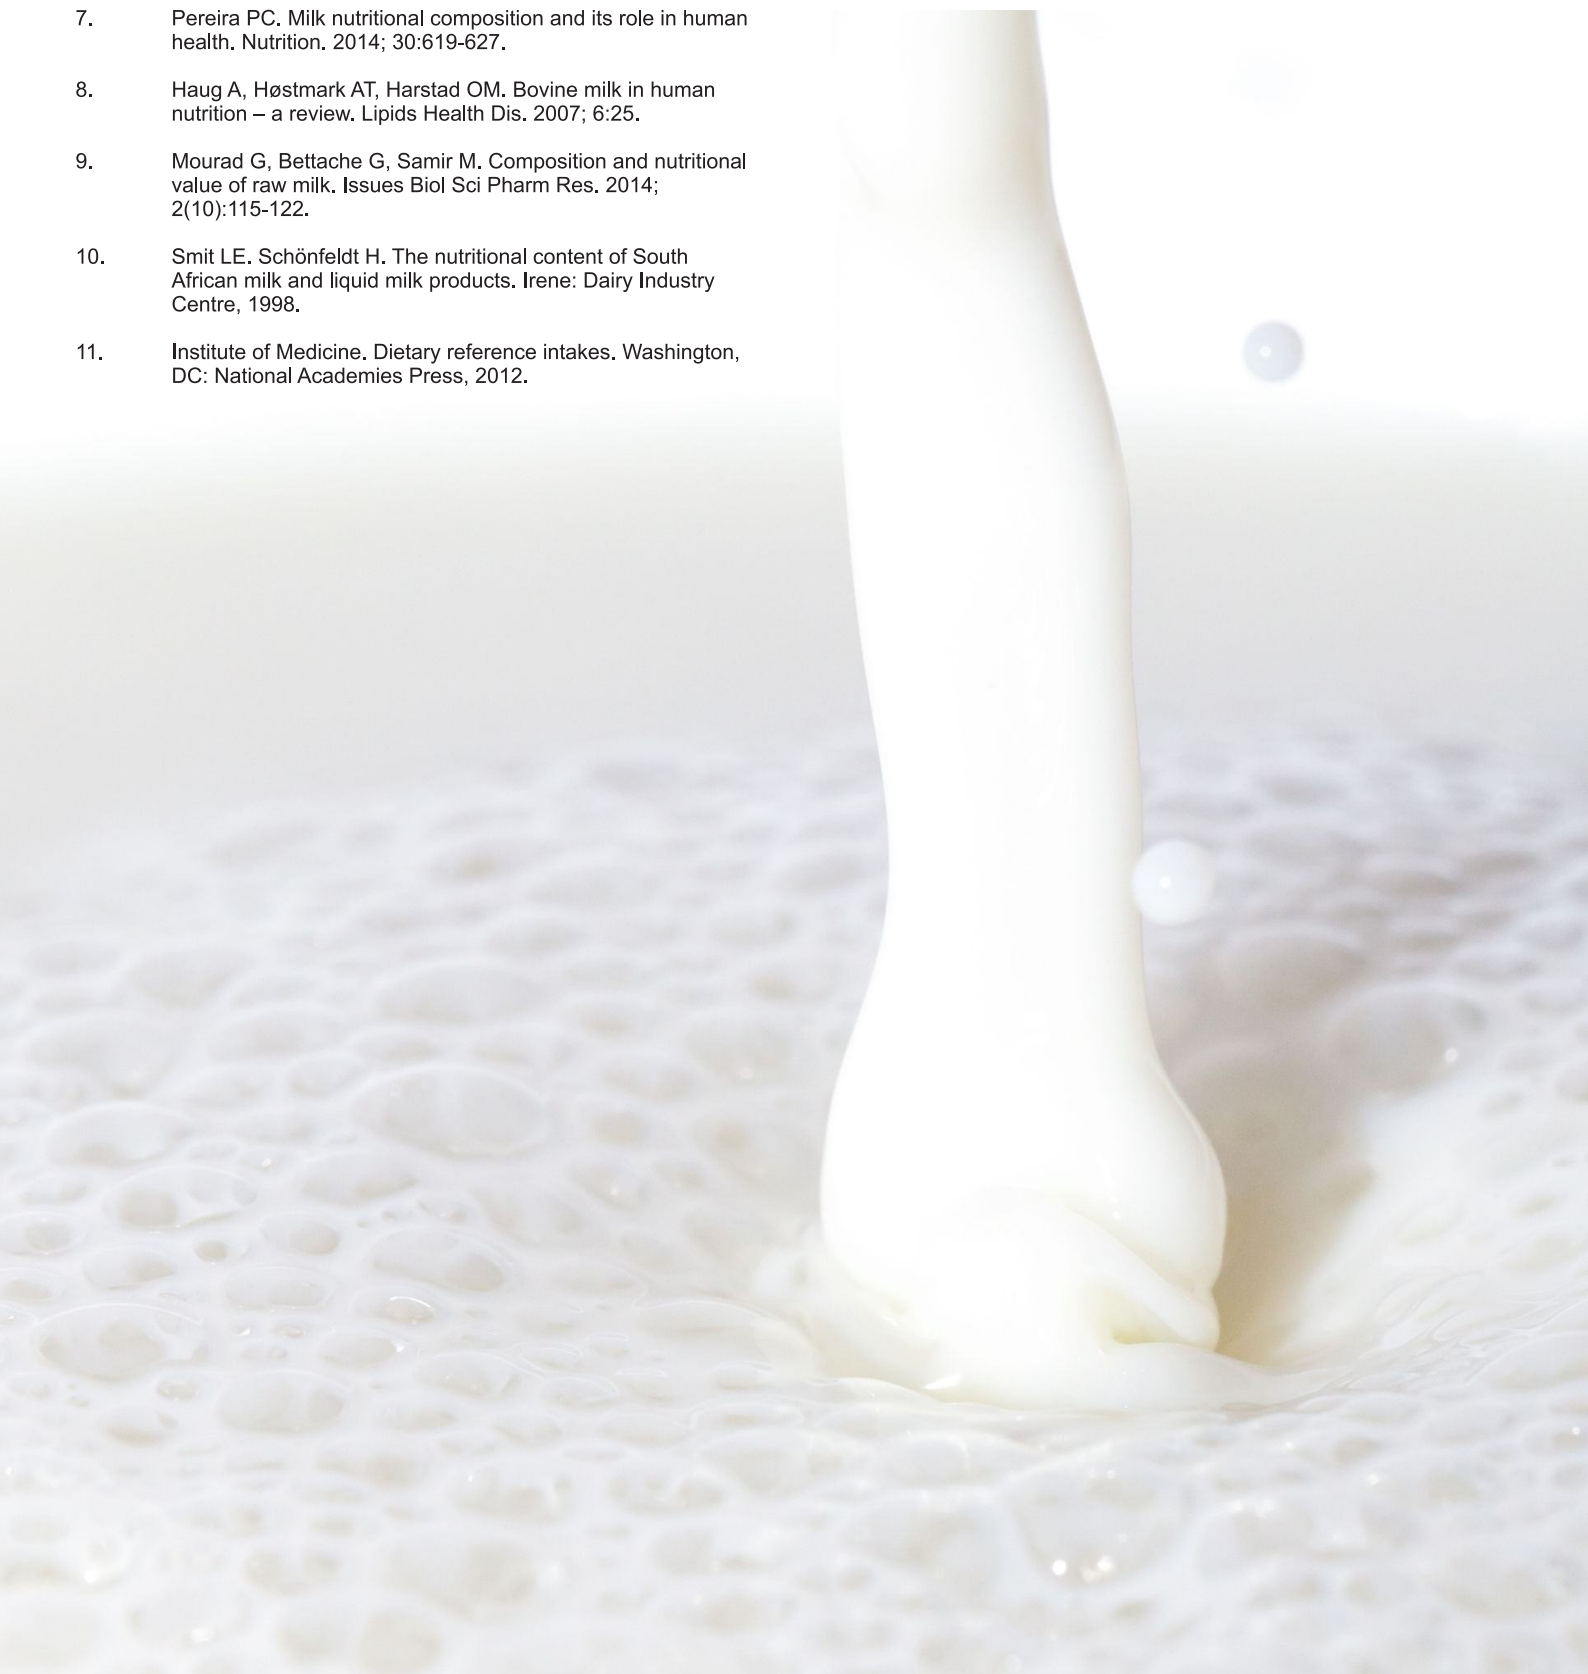 7. Pereira PC. Milk nutritional composition and its role in human
health. Nutrition. 2014; 30:619-627.
8. Haug A, Høstmark AT, Harstad OM. Bovine milk in human
nutrition – a review. Lipids Health Dis. 2007; 6:25.
9. Mourad G, Bettache G, Samir M. Composition and nutritional
value of raw milk. Issues Biol Sci Pharm Res. 2014;
2(10):115-122.
10. Smit LE. Schönfeldt H. The nutritional content of South
African milk and liquid milk products. Irene: Dairy Industry
Centre, 1998.
11. Institute of Medicine. Dietary reference intakes. Washington,
DC: National Academies Press, 2012.